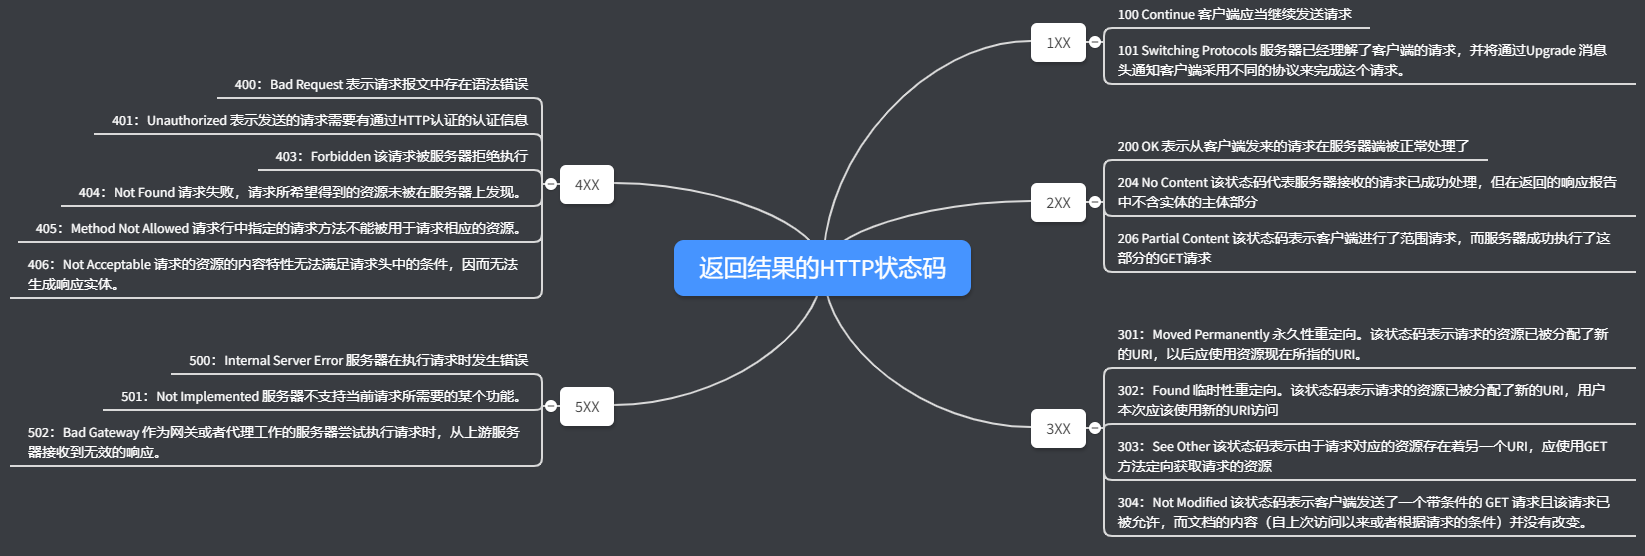 返回结果的HTTP状态码
1XX
100 Continue 客户端应当继续发送请求
101 Switching Protocols 服务器已经理解了客户端的请求，并将通过Upgrade 消息
头通知客户端采用不同的协议来完成这个请求。
2XX
200 OK 表示从客户端发来的请求在服务器端被正常处理了
204 No Content 该状态码代表服务器接收的请求已成功处理，但在返回的响应报告
中不含实体的主体部分
206 Partial Content 该状态码表示客户端进行了范围请求，而服务器成功执行了这
部分的GET请求
3XX
301：Moved Permanently 永久性重定向。该状态码表示请求的资源已被分配了新
的URI，以后应使用资源现在所指的URI。
302：Found 临时性重定向。该状态码表示请求的资源已被分配了新的URI，用户
本次应该使用新的URI访问
303：See Other 该状态码表示由于请求对应的资源存在着另一个URI，应使用GET
方法定向获取请求的资源
304：Not Modified 该状态码表示客户端发送了一个带条件的 GET 请求且该请求已
被允许，而文档的内容（自上次访问以来或者根据请求的条件）并没有改变。
4XX
400：Bad Request 表示请求报文中存在语法错误
401：Unauthorized 表示发送的请求需要有通过HTTP认证的认证信息
403：Forbidden 该请求被服务器拒绝执行
404：Not Found 请求失败，请求所希望得到的资源未被在服务器上发现。
405：Method Not Allowed 请求行中指定的请求方法不能被用于请求相应的资源。
406：Not Acceptable 请求的资源的内容特性无法满足请求头中的条件，因而无法
生成响应实体。
5XX
500：Internal Server Error 服务器在执行请求时发生错误
501：Not Implemented 服务器不支持当前请求所需要的某个功能。
502：Bad Gateway 作为网关或者代理工作的服务器尝试执行请求时，从上游服务
器接收到无效的响应。